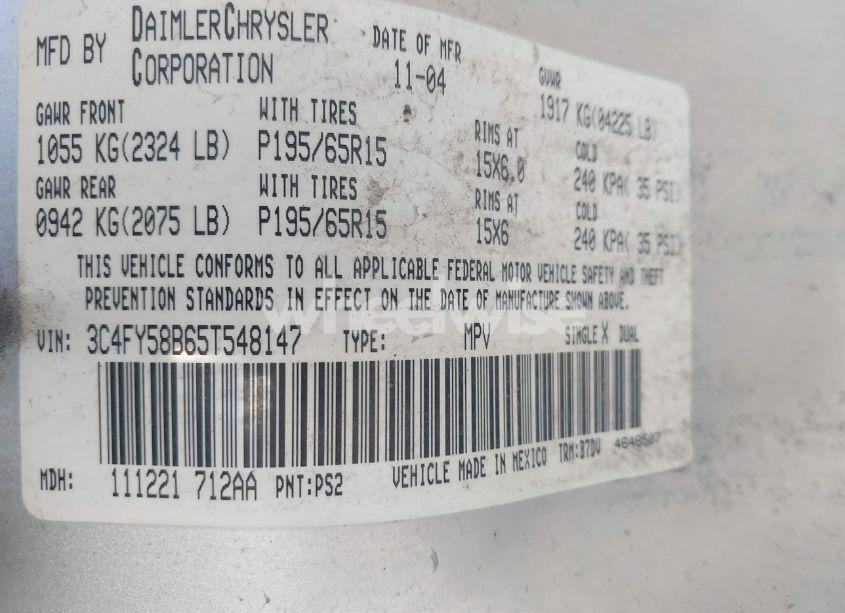 MFD BY DAIMLERCHRYSLER CORPORATION
DATE OF MFR 11-04
GVWR 1917 KG(04225 LB)
GAWR FRONT WITH TIRES RIMS AT COLD
1055 KG(2324 LB) P195/65R15 15X6.0 240 KPA( 35 PSI)
GAWR REAR WITH TIRES RIMS AT COLD
0942 KG(2075 LB) P195/65R15 15X6 240 KPA( 35 PSI)
THIS VEHICLE CONFORMS TO ALL APPLICABLE FEDERAL MOTOR VEHICLE SAFETY AND THEFT
PREVENTION STANDARDS IN EFFECT ON THE DATE OF MANUFACTURE SHOWN ABOVE.
wheelwise
VIN: 3C4FY58B65T548147 TYPE: MPV SINGLE X DUAL
MDH: 111221 712AA PNT:PS2 VEHICLE MADE IN MEXICO TRM:B7DV